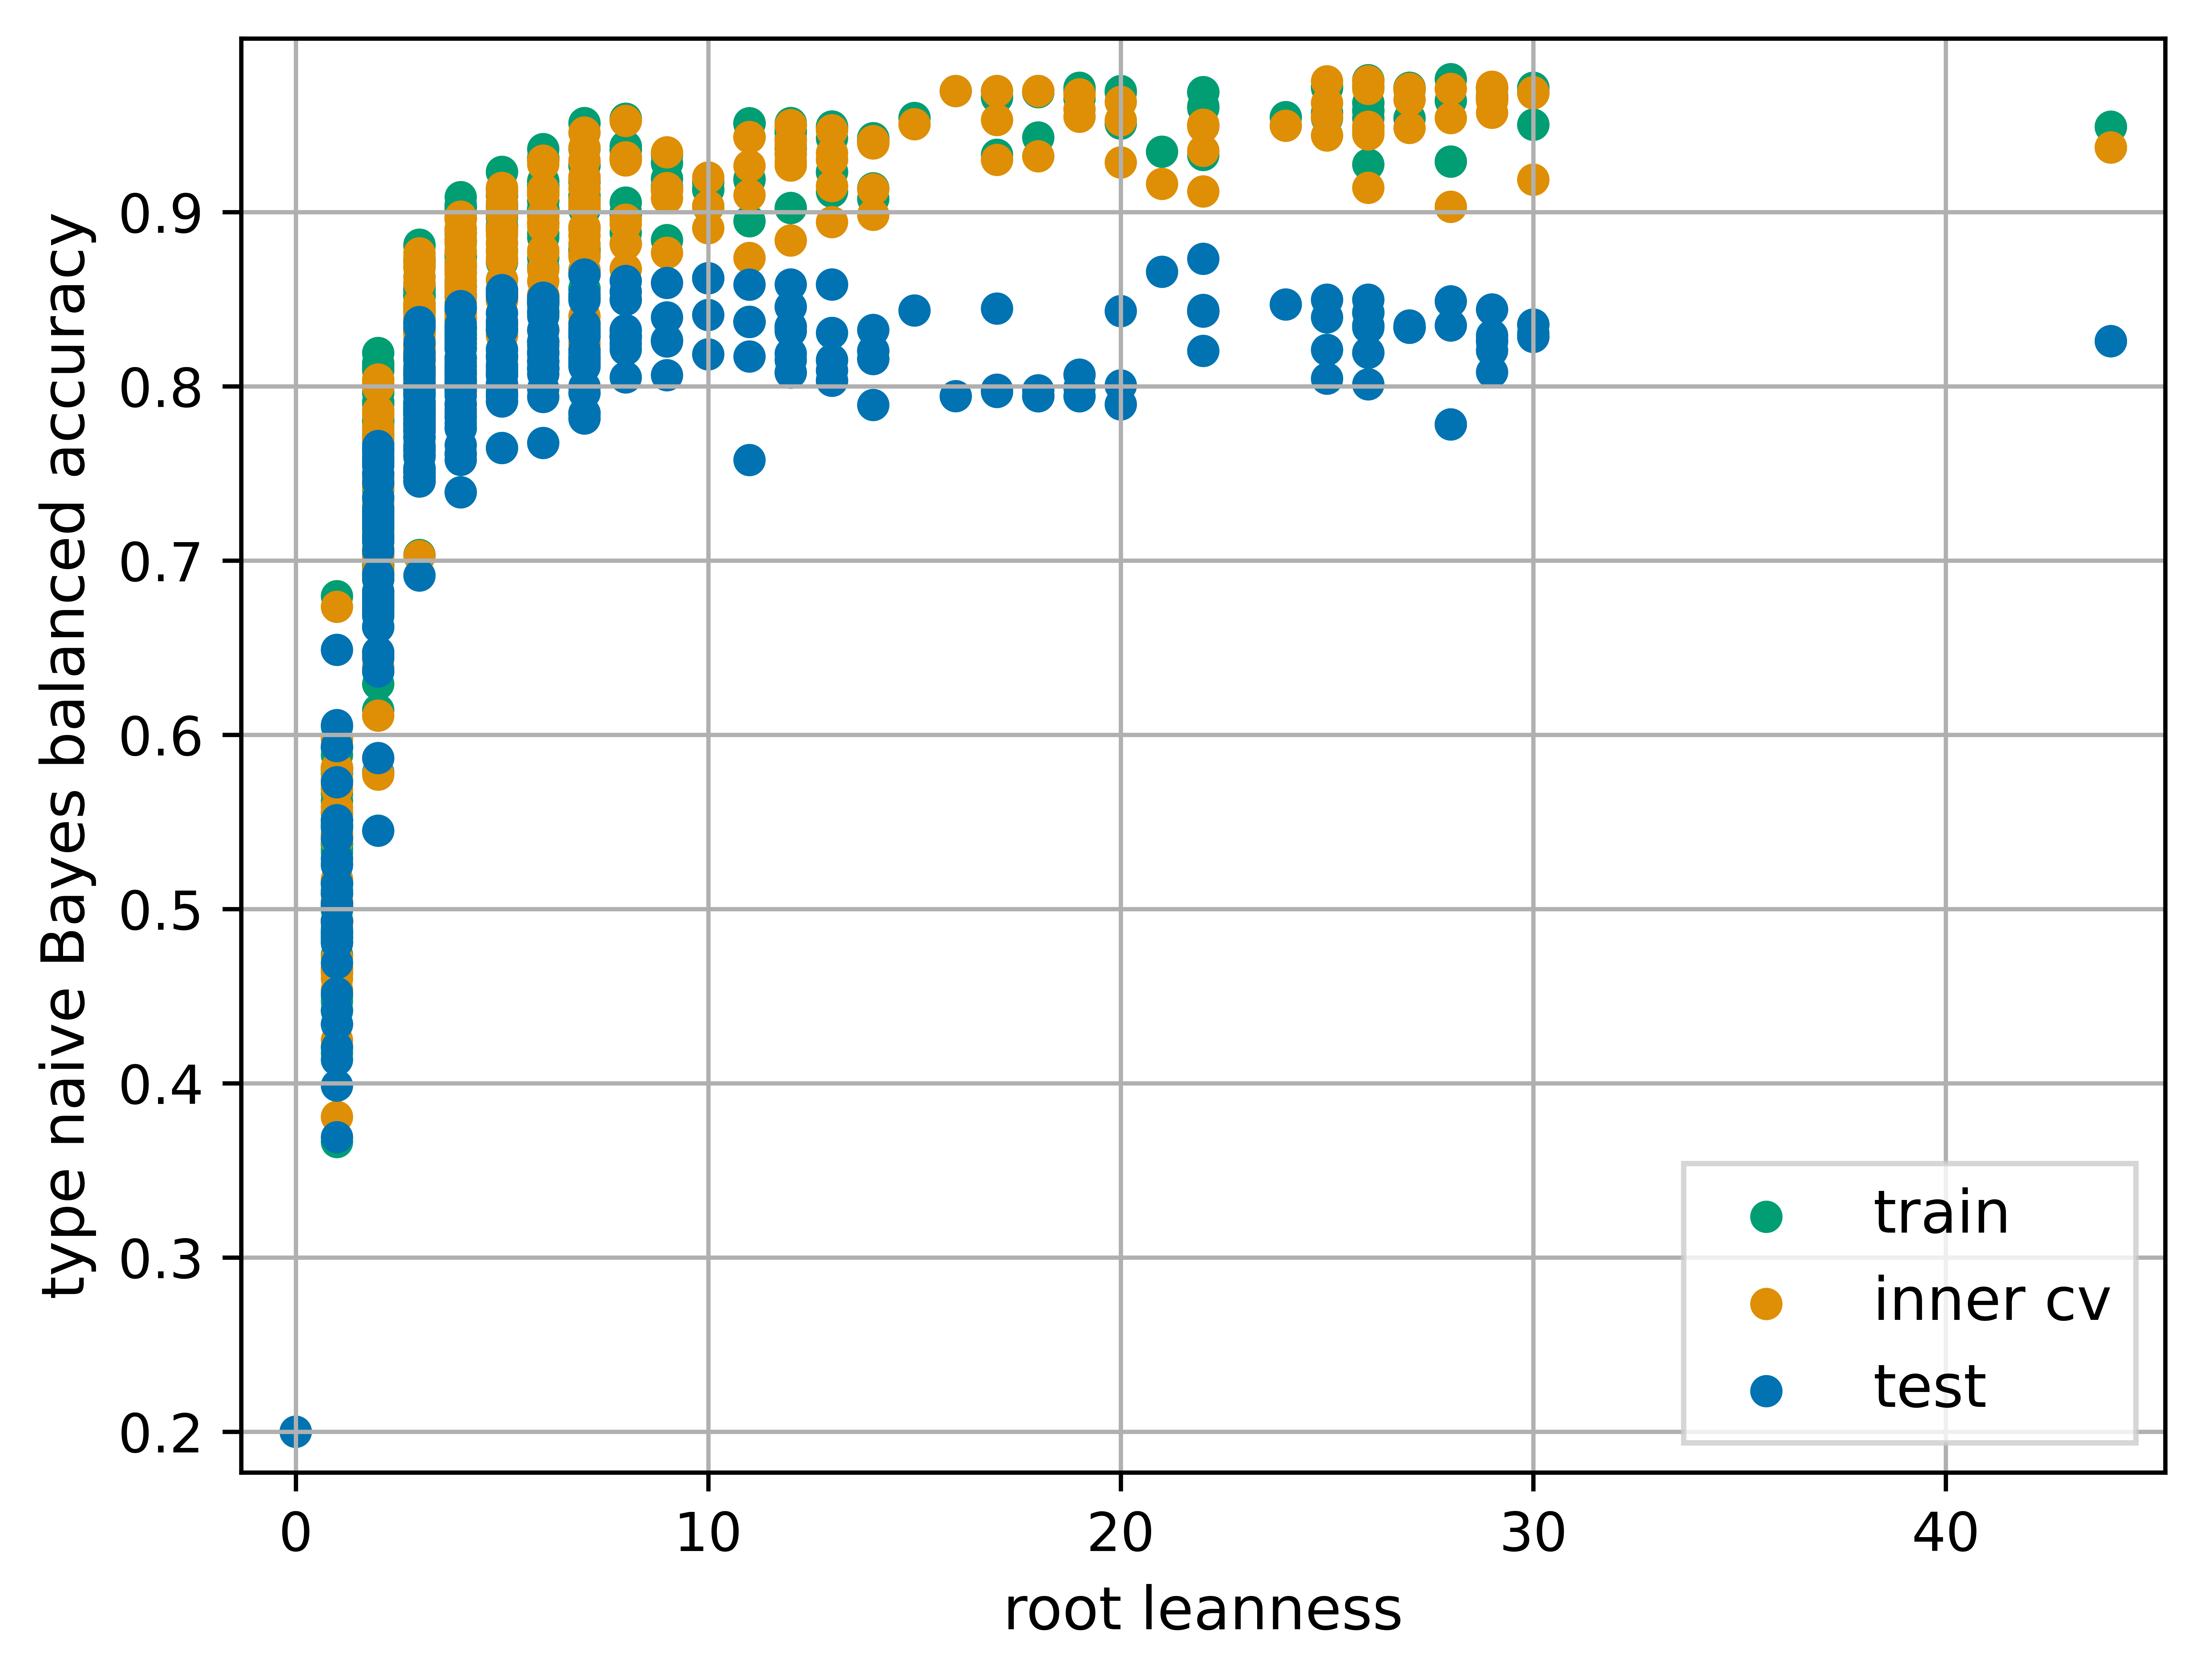 type naive Bayes balanced accuracy
0.9
0.8
0.7
0.6
0.5
0.4
0.3
0.2
0 10 20 30 40
root leanness
train
inner cv
test